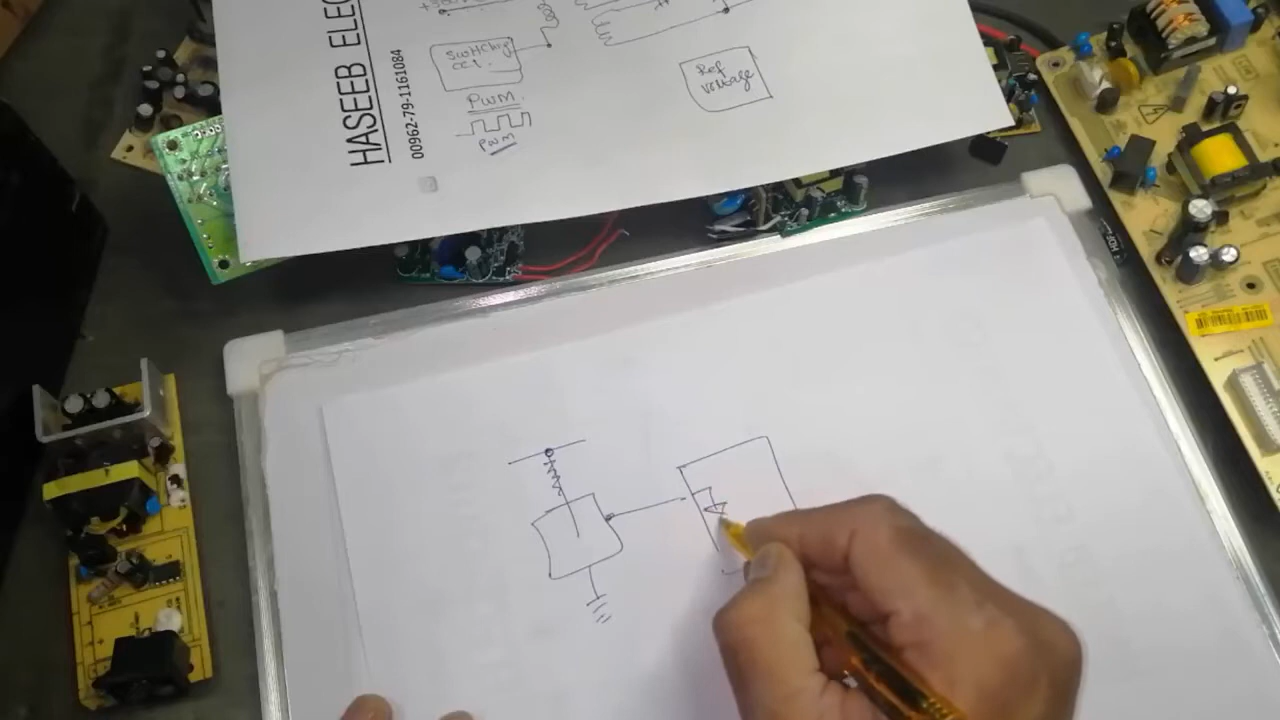 HASEEB ELEC
00962-79-1161084
Switching
cct.
PWM
PWM
Ref
voltage